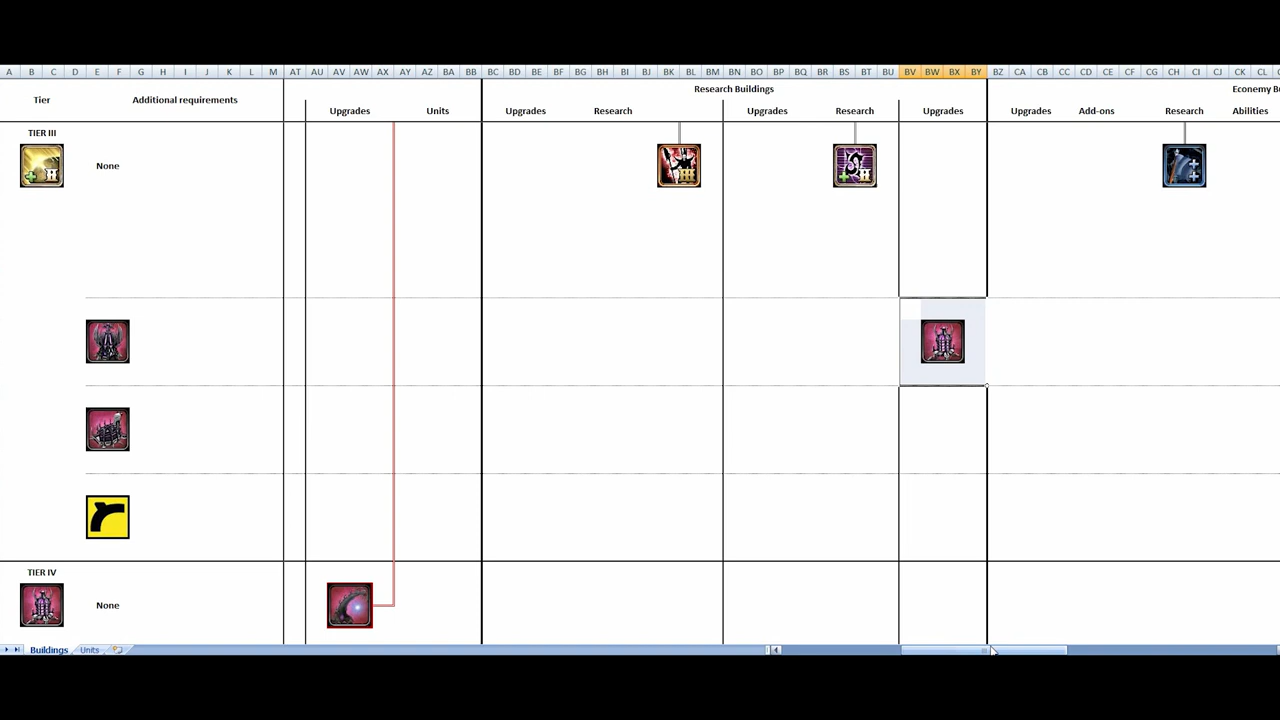 A B C D E F G H I J K L M AT AU AV AW AX AY AZ BA BB BC BD BE BF BG BH BI BJ BK BL BM BN BO BP BQ BR BS BT BU BV BW BX BY BZ CA CB CC CD CE CF CG CH CI CJ CK CL
Research Buildings Economy B
Tier Additional requirements
Upgrades Units Upgrades Research Upgrades Research Upgrades Upgrades Add-ons Research Abilities
TIER III
None
TIER IV
None
Buildings Units